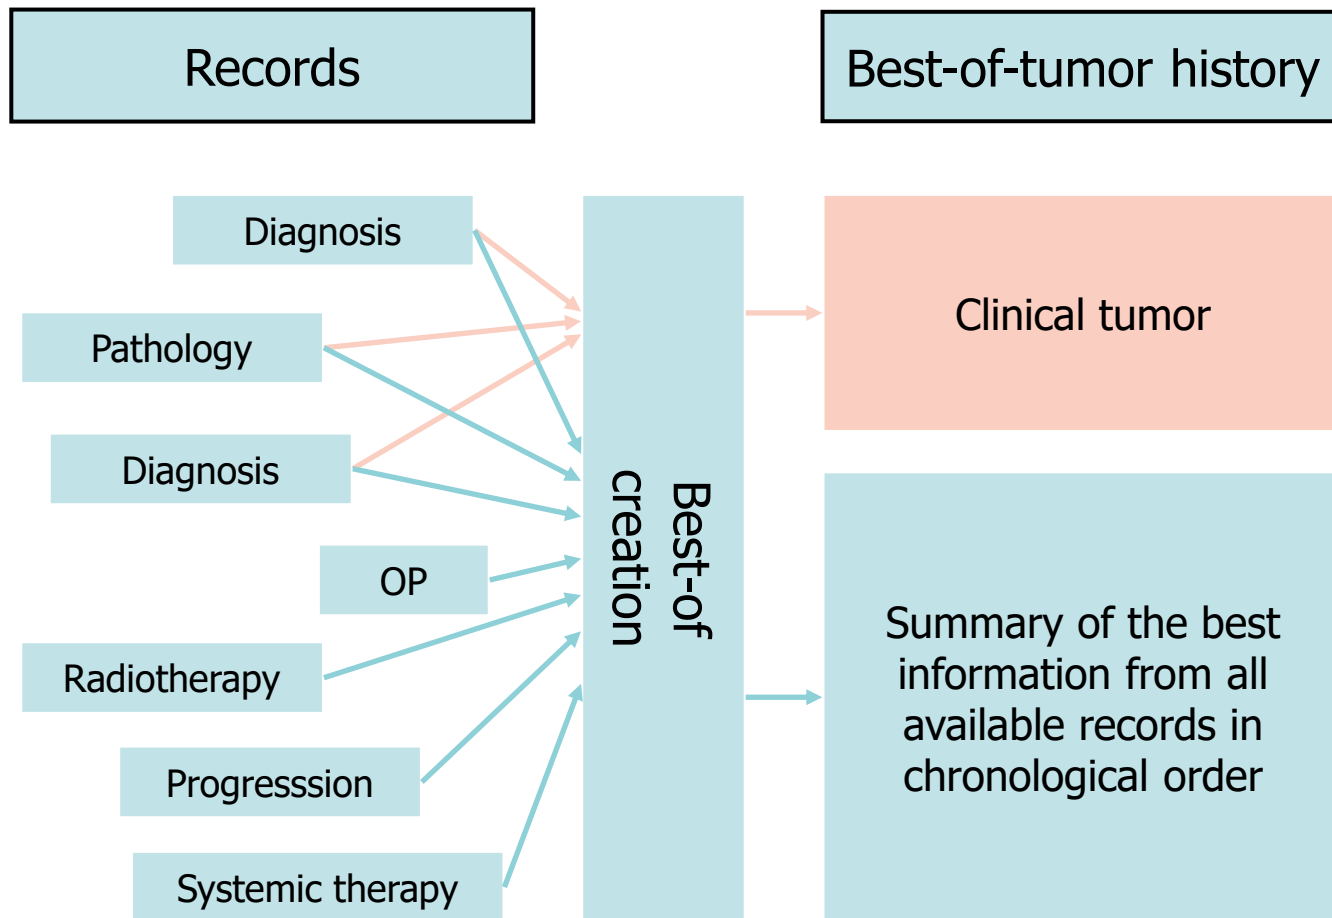 Records
Best-of-tumor history
Diagnosis
Pathology
Diagnosis
OP
Radiotherapy
Progresssion
Systemic therapy
Best-of
creation
Clinical tumor
Summary of the best
information from all
available records in
chronological order